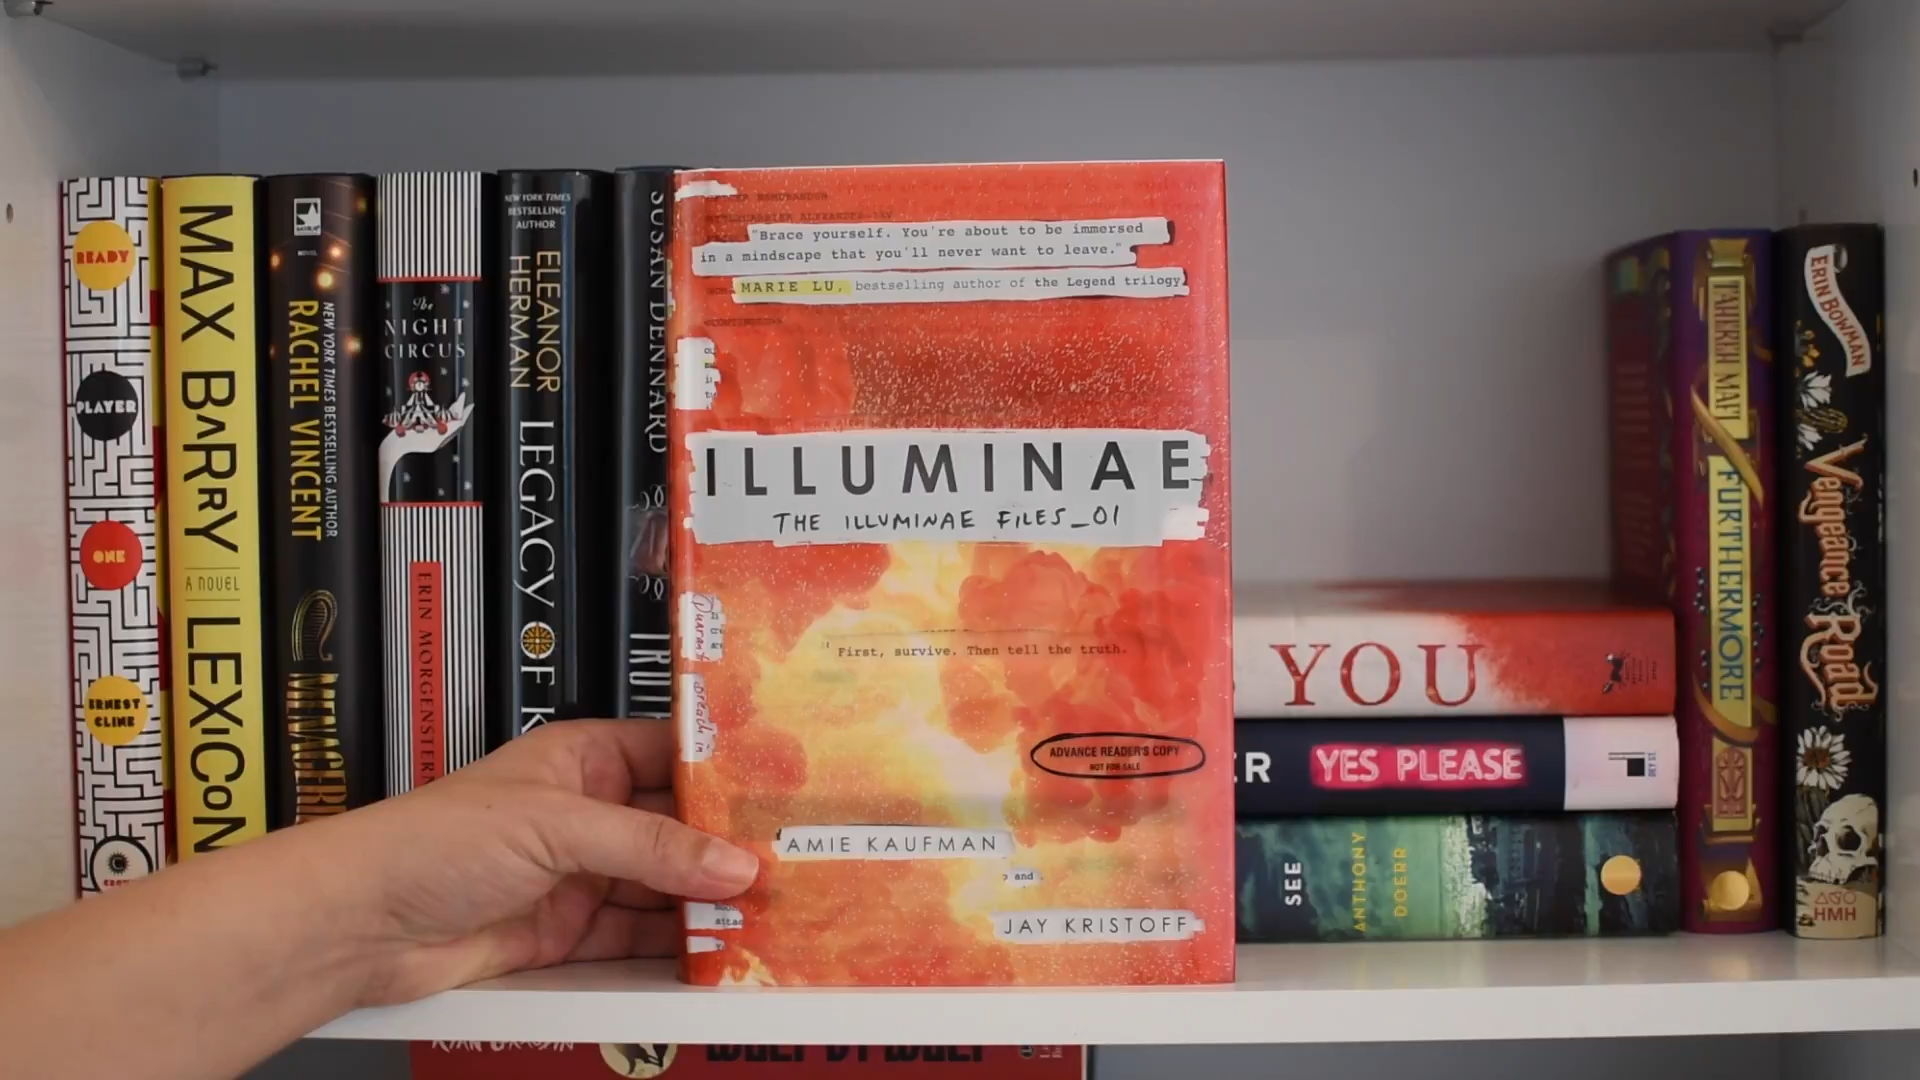 READY
PLAYER
ONE
ERNEST
CLINE
MAX BARRY
A NOVEL
LEXICON
NEW YORK TIMES BESTSELLING AUTHOR
RACHEL VINCENT
The
NIGHT
CIRCUS
ERIN MORGENSTERN
NEW YORK TIMES
BESTSELLING
AUTHOR
ELEANOR
HERMAN
LEGACY OF K
SUSAN DENNARD
TRUTH
"Brace yourself. You're about to be immersed
in a mindscape that you'll never want to leave."
MARIE LU, bestselling author of the Legend trilogy
ILLUMINAE
THE ILLUMINAE FILES_01
" First, survive. Then tell the truth.
ADVANCE READER'S COPY
NOT FOR SALE
AMIE KAUFMAN
and
JAY KRISTOFF
YOU
ER YES PLEASE
SEE
ANTHONY
DOERR
TAHEREH MAFI
FURTHERMORE
ERIN BOWMAN
Vengeance Road
HMH